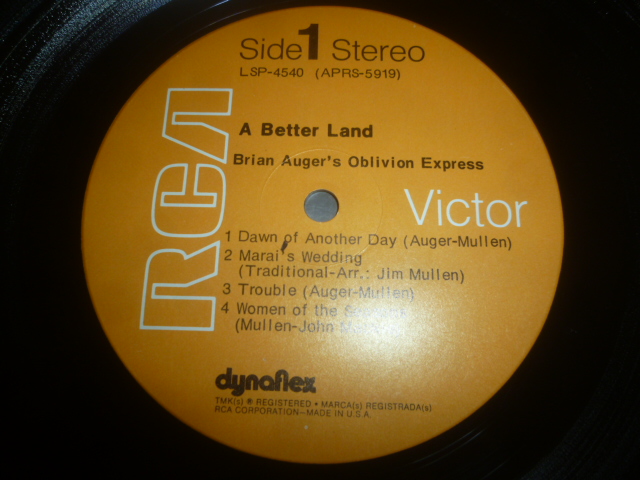 Side 1 Stereo
LSP-4540 (APRS-5919)
RCA
A Better Land
Brian Auger's Oblivion Express
Victor
1 Dawn of Another Day (Auger-Mullen)
2 Marai's Wedding
(Traditional-Arr.: Jim Mullen)
3 Trouble (Auger-Mullen)
4 Women of the
(Mullen-John
dynaflex
TMK(s) ® REGISTERED • MARCA(s) REGISTRADA(s)
RCA CORPORATION—MADE IN U.S.A.